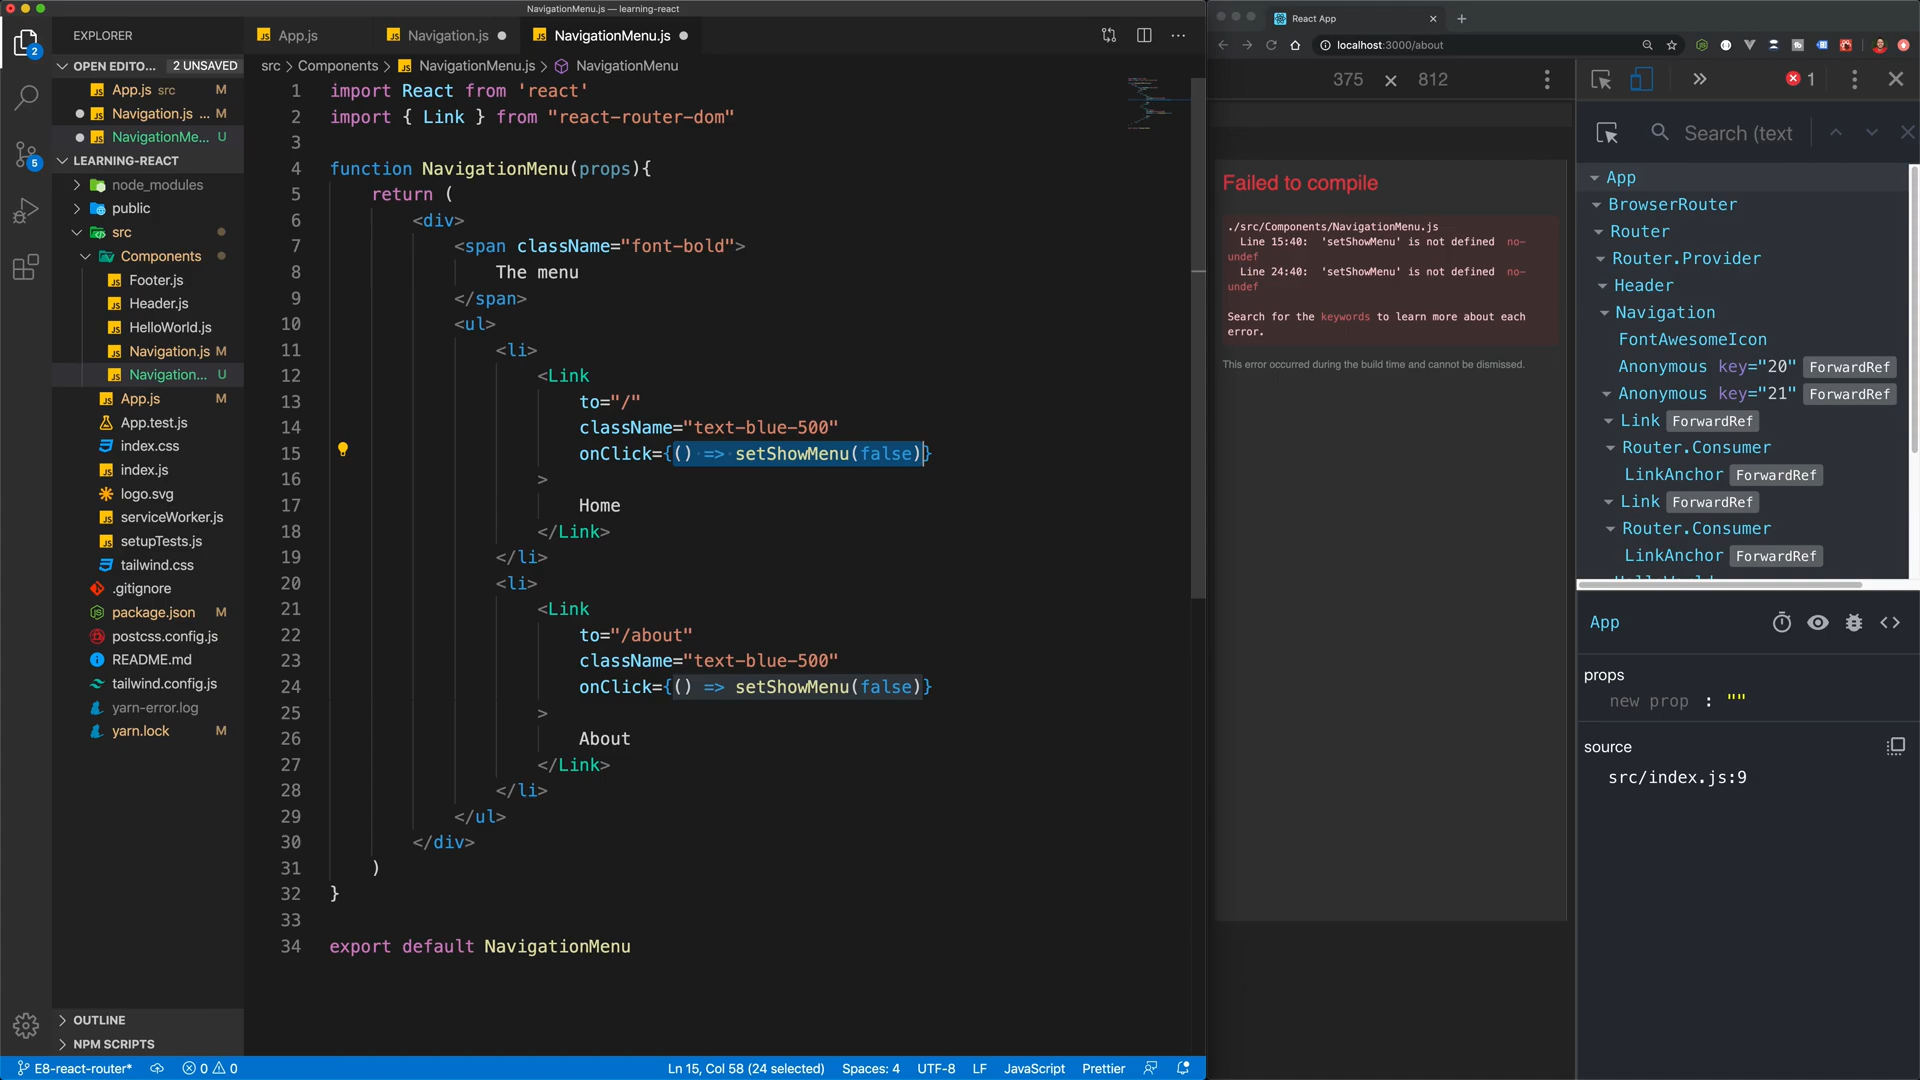 NavigationMenu.js — learning-react
EXPLORER
OPEN EDITO... 2 UNSAVED
App.js src M
Navigation.js ... M
NavigationMe... U
LEARNING-REACT
node_modules
public
src
Components
Footer.js
Header.js
HelloWorld.js
Navigation.js M
Navigation... U
App.js M
App.test.js
index.css
index.js
logo.svg
serviceWorker.js
setupTests.js
tailwind.css
.gitignore
package.json M
postcss.config.js
README.md
tailwind.config.js
yarn-error.log
yarn.lock M
OUTLINE
NPM SCRIPTS
2
5
App.js
Navigation.js
NavigationMenu.js
src > Components > NavigationMenu.js > NavigationMenu
1 import React from 'react'
2 import { Link } from "react-router-dom"
3
4 function NavigationMenu(props){
5 return (
6 <div>
7 <span className="font-bold">
8 The menu
9 </span>
10 <ul>
11 <li>
12 <Link
13 to="/"
14 className="text-blue-500"
15 onClick={() => setShowMenu(false)}
16 >
17 Home
18 </Link>
19 </li>
20 <li>
21 <Link
22 to="/about"
23 className="text-blue-500"
24 onClick={() => setShowMenu(false)}
25 >
26 About
27 </Link>
28 </li>
29 </ul>
30 </div>
31 )
32 }
33
34 export default NavigationMenu
E8-react-router* 0 0 Ln 15, Col 58 (24 selected) Spaces: 4 UTF-8 LF JavaScript Prettier
React App
localhost:3000/about
375 × 812
Failed to compile
./src/Components/NavigationMenu.js
Line 15:40: 'setShowMenu' is not defined no-
undef
Line 24:40: 'setShowMenu' is not defined no-
undef
Search for the keywords to learn more about each
error.
This error occurred during the build time and cannot be dismissed.
1
Search (text
App
BrowserRouter
Router
Router.Provider
Header
Navigation
FontAwesomeIcon
Anonymous key="20" ForwardRef
Anonymous key="21" ForwardRef
Link ForwardRef
Router.Consumer
LinkAnchor ForwardRef
Link ForwardRef
Router.Consumer
LinkAnchor ForwardRef
App
props
new prop : ""
source
src/index.js:9